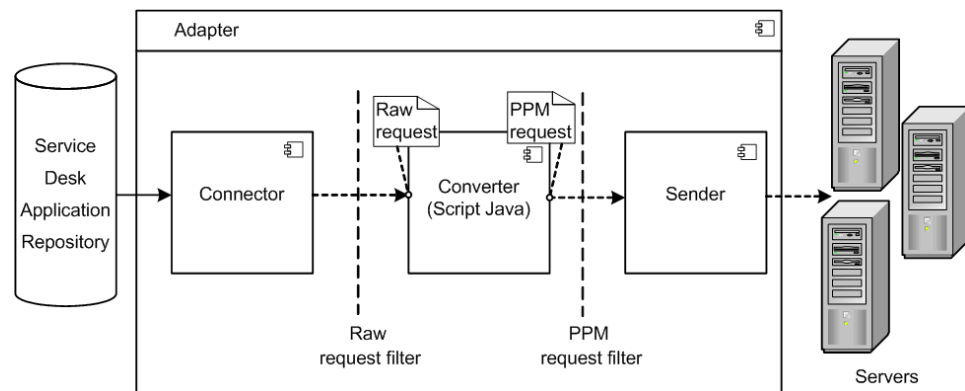 Adapter
Service
Desk
Application
Repository
Connector
Raw
request
Converter
(Script Java)
PPM
request
Sender
Raw
request filter
PPM
request filter
Servers